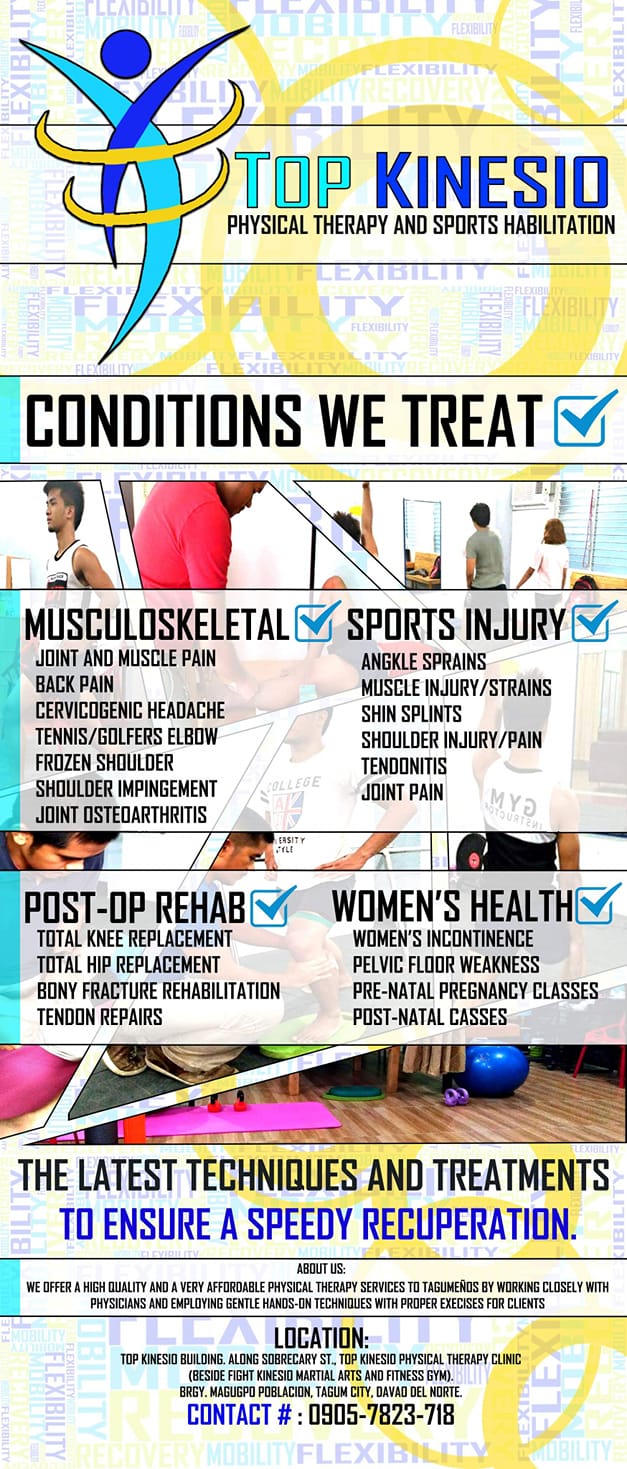 TOP KINESIO
PHYSICAL THERAPY AND SPORTS HABILITATION
CONDITIONS WE TREAT
MUSCULOSKELETAL
JOINT AND MUSCLE PAIN
BACK PAIN
CERVICOGENIC HEADACHE
TENNIS/GOLFERS ELBOW
FROZEN SHOULDER
SHOULDER IMPINGEMENT
JOINT OSTEOARTHRITIS
SPORTS INJURY
ANGKLE SPRAINS
MUSCLE INJURY/STRAINS
SHIN SPLINTS
SHOULDER INJURY/PAIN
TENDONITIS
JOINT PAIN
COLLEGE
GYM
INSTRUCTOR
POST-OP REHAB
TOTAL KNEE REPLACEMENT
TOTAL HIP REPLACEMENT
BONY FRACTURE REHABILITATION
TENDON REPAIRS
WOMEN'S HEALTH
WOMEN'S INCONTINENCE
PELVIC FLOOR WEAKNESS
PRE-NATAL PREGNANCY CLASSES
POST-NATAL CASSES
THE LATEST TECHNIQUES AND TREATMENTS
TO ENSURE A SPEEDY RECUPERATION.
ABOUT US:
WE OFFER A HIGH QUALITY AND A VERY AFFORDABLE PHYSICAL THERAPY SERVICES TO TAGUMEÑOS BY WORKING CLOSELY WITH
PHYSICIANS AND EMPLOYING GENTLE HANDS-ON TECHNIQUES WITH PROPER EXECISES FOR CLIENTS
LOCATION:
TOP KINESIO BUILDING. ALONG SOBRECARY ST., TOP KINESIO PHYSICAL THERAPY CLINIC
(BESIDE FIGHT KINESIO MARTIAL ARTS AND FITNESS GYM).
BRGY. MAGUGPO POBLACION, TAGUM CITY, DAVAO DEL NORTE.
CONTACT # : 0905-7823-718
RECOVERY MOBILITY FLEXIBILITY